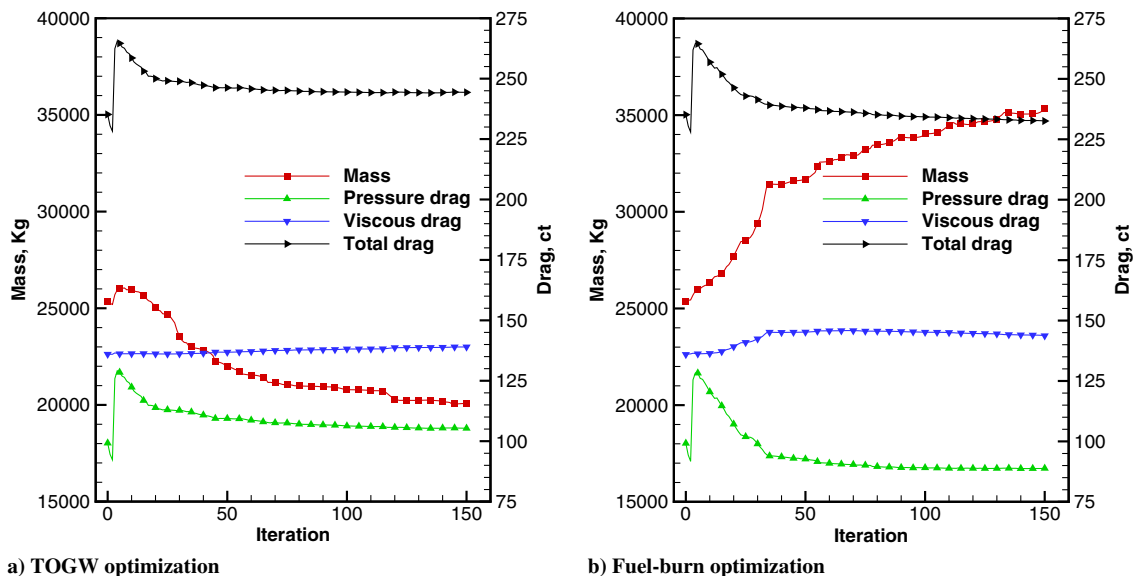 40000
35000
30000
25000
20000
15000
Mass, Kg
275
250
225
200
175
150
125
100
75
Drag, ct
Mass
Pressure drag
Viscous drag
Total drag
0
50
100
150
Iteration
a) TOGW optimization
40000
35000
30000
25000
20000
15000
Mass, Kg
275
250
225
200
175
150
125
100
75
Drag, ct
Mass
Pressure drag
Viscous drag
Total drag
0
50
100
150
Iteration
b) Fuel-burn optimization